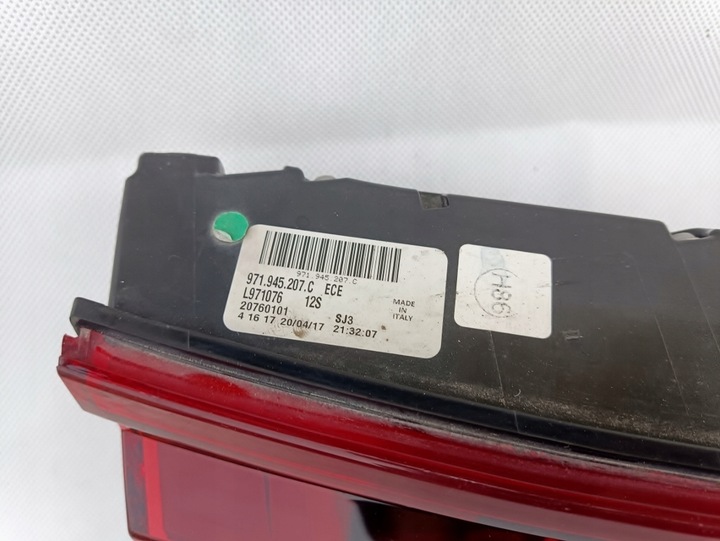 971.945.207.C
971.945.207.C ECE
L971076 12S
20760101 SJ3
4 16 17 20/04/17 21:32:07
MADE
IN
ITALY
H86